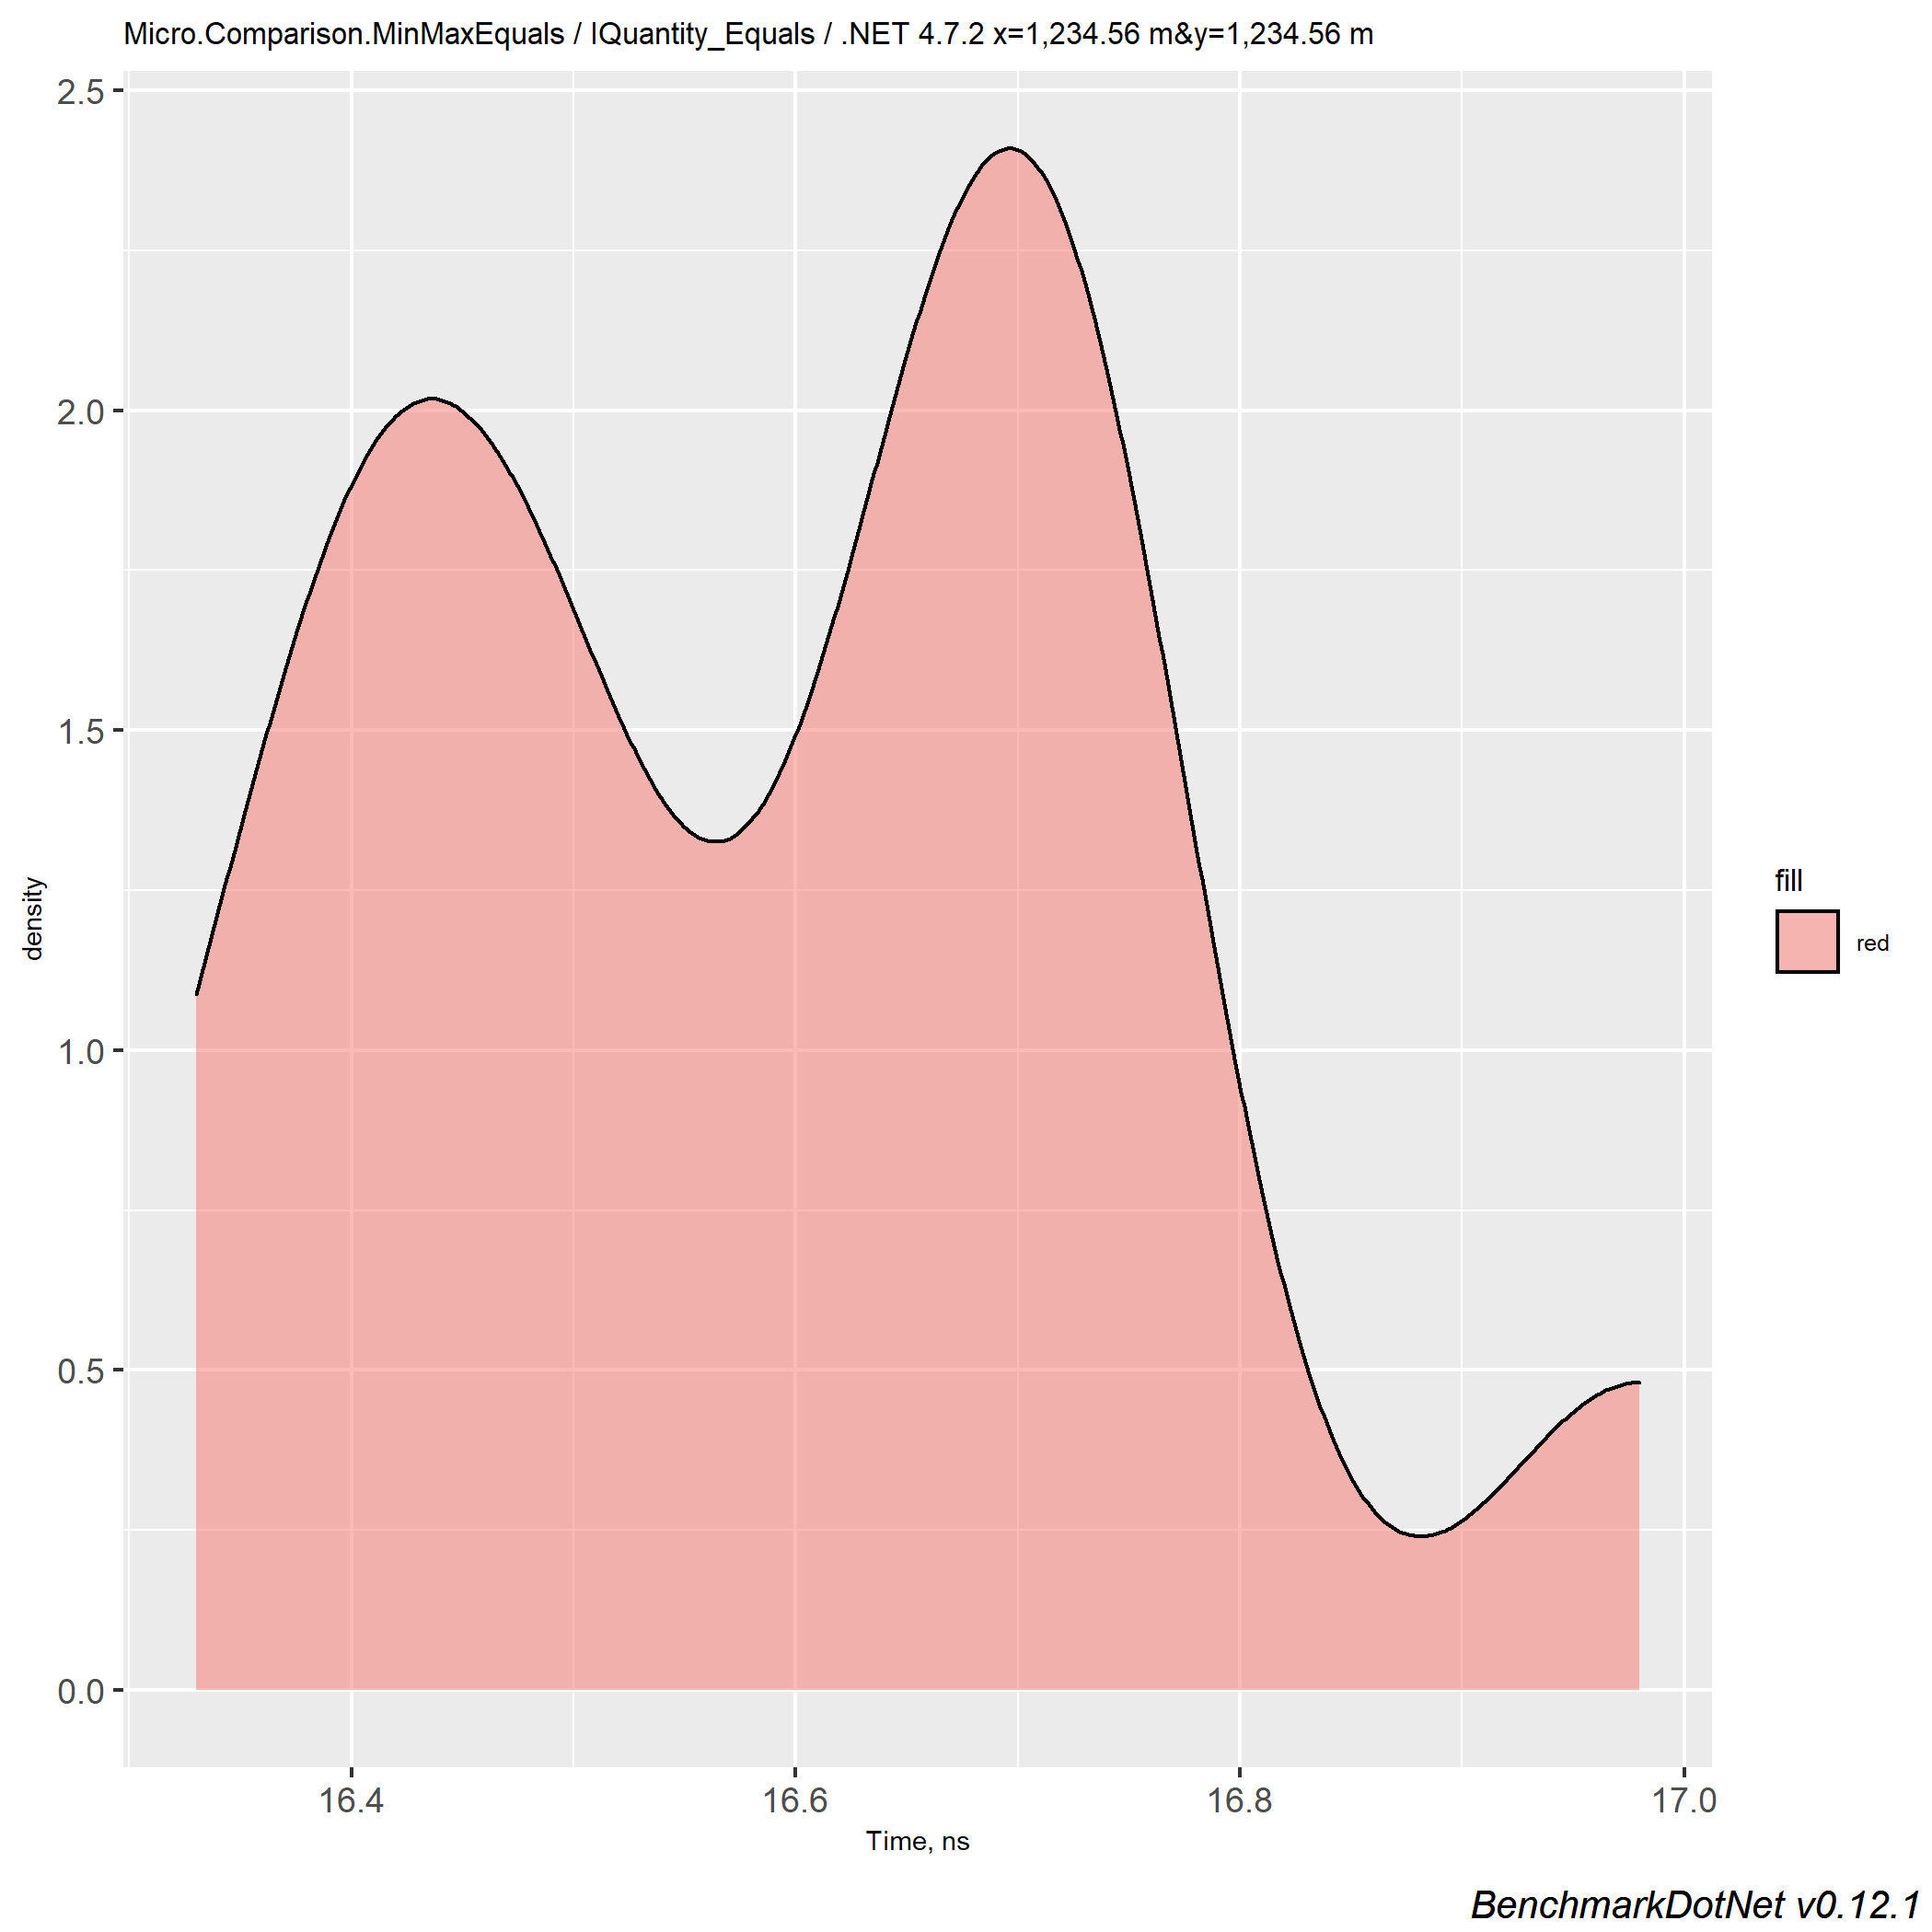 Micro.Comparison.MinMaxEquals / IQuantity_Equals / .NET 4.7.2 x=1,234.56 m&y=1,234.56 m
2.5
2.0
1.5
1.0
0.5
0.0
density
16.4 16.6 16.8 17.0
Time, ns
fill
red
BenchmarkDotNet v0.12.1